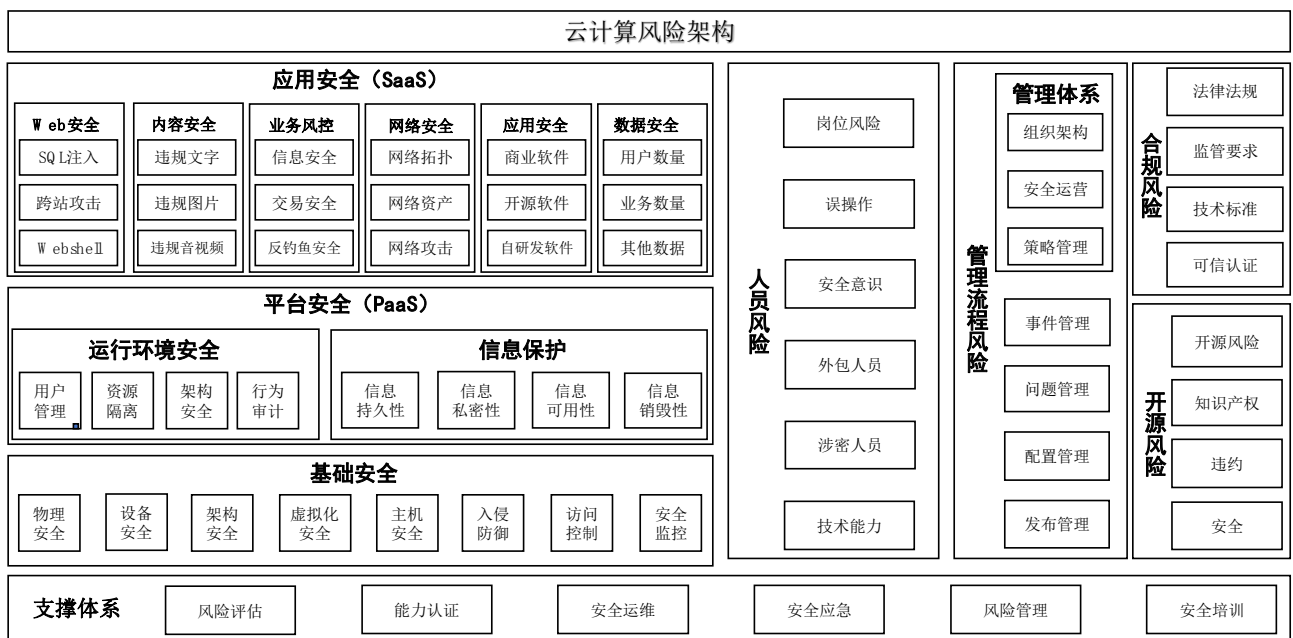 云计算风险架构
应用安全（SaaS）
Web安全
SQL注入
跨站攻击
Webshell
内容安全
违规文字
违规图片
违规音视频
业务风控
信息安全
交易安全
反钓鱼安全
网络安全
网络拓扑
网络资产
网络攻击
应用安全
商业软件
开源软件
自研发软件
数据安全
用户数量
业务数量
其他数据
平台安全（PaaS）
运行环境安全
用户
管理
资源
隔离
架构
安全
行为
审计
信息保护
信息
持久性
信息
私密性
信息
可用性
信息
销毁性
基础安全
物理
安全
设备
安全
架构
安全
虚拟化
安全
主机
安全
入侵
防御
访问
控制
安全
监控
人员风险
岗位风险
误操作
安全意识
外包人员
涉密人员
技术能力
管理流程风险
管理体系
组织架构
安全运营
策略管理
事件管理
问题管理
配置管理
发布管理
合规风险
法律法规
监管要求
技术标准
可信认证
开源风险
开源风险
知识产权
违约
安全
支撑体系
风险评估
能力认证
安全运维
安全应急
风险管理
安全培训